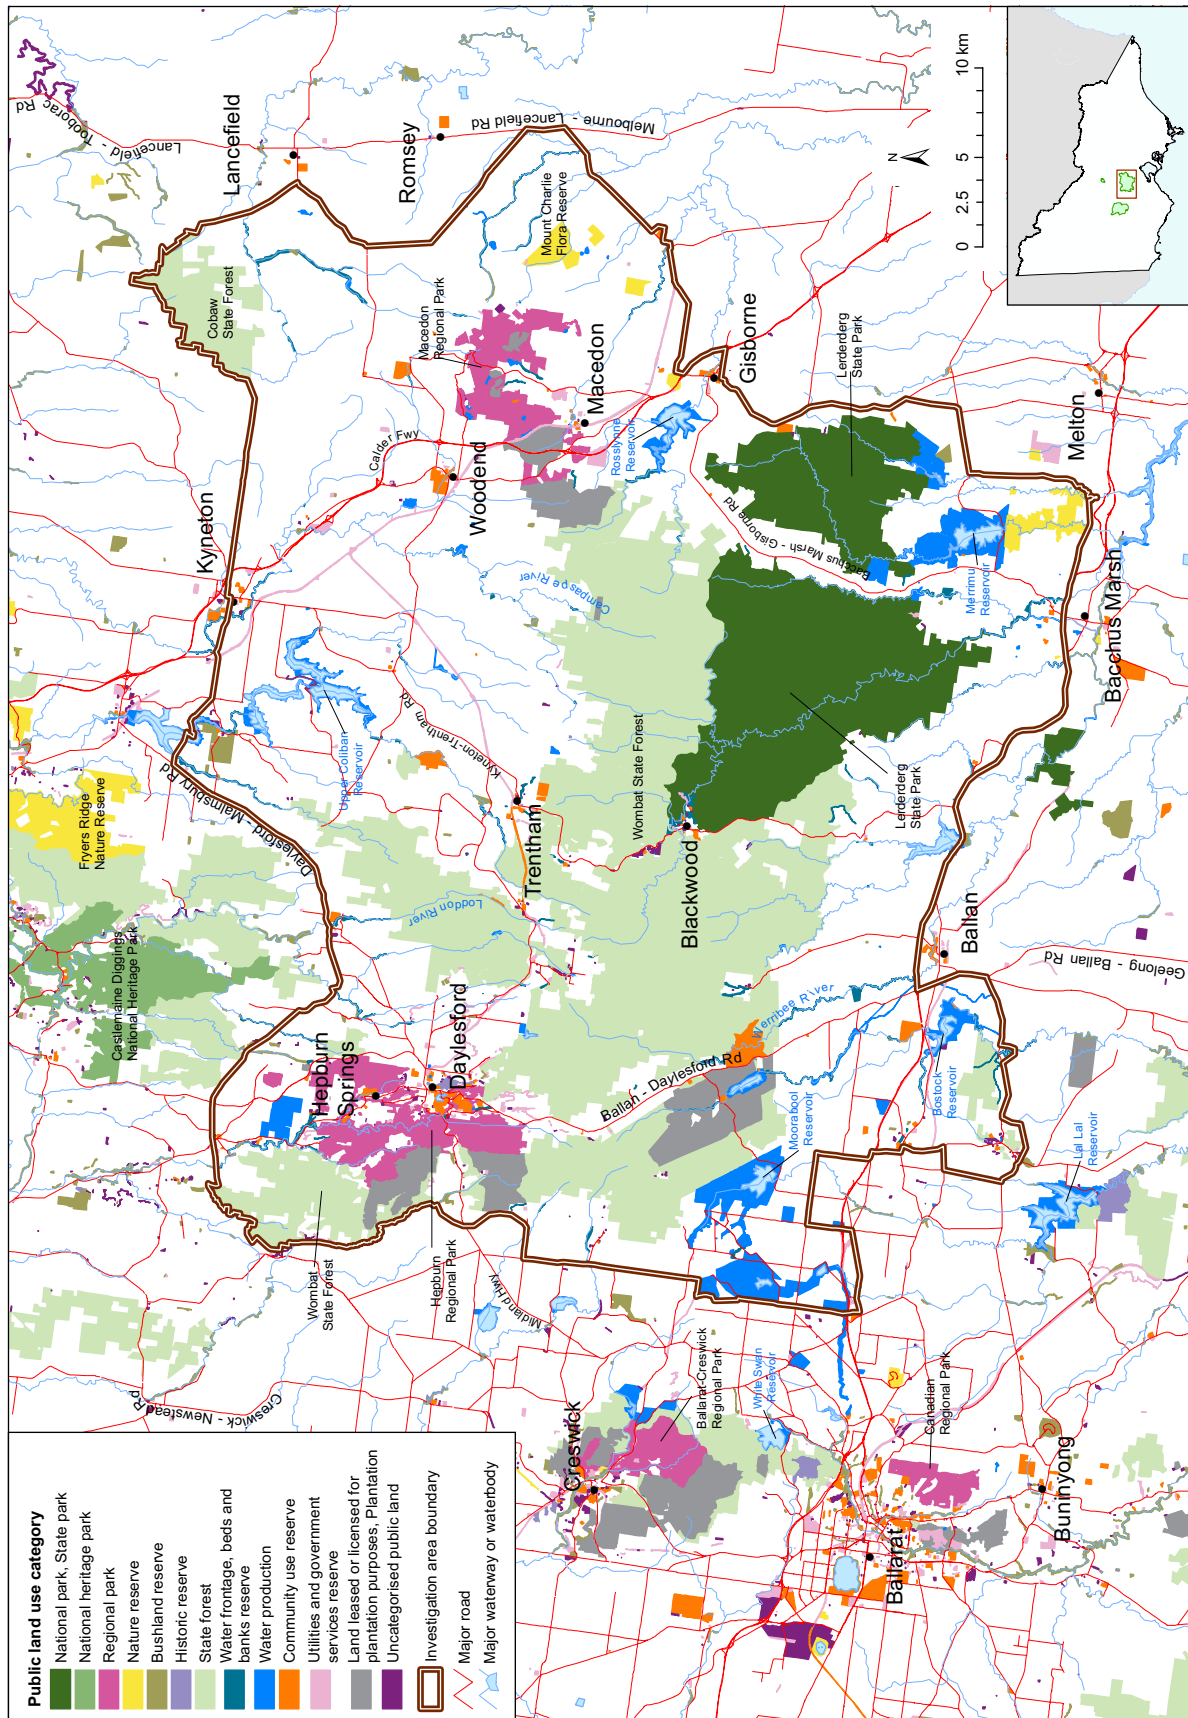 Public land use category
National park, State park
National heritage park
Regional park
Nature reserve
Bushland reserve
Historic reserve
State forest
Water frontage, beds and
banks reserve
Water production
Community use reserve
Utilities and government
services reserve
Land leased or licensed for
plantation purposes, Plantation
Uncategorised public land
Investigation area boundary
Major road
Major waterway or waterbody
Creswick - Newstead Rd
Wombat
State Forest
Hepburn
Regional Park
Midland Hwy
Hepburn
Springs
Daylesford
Castlemaine Diggings
National Heritage Park
Fryers Ridge
Nature Reserve
Daylesford - Malmsbury Rd
Loddon River
Upper Coliban
Reservoir
Kyneton
Kyneton-Trentham Rd
Trentham
Calder Fwy
Woodend
Campaspe River
Cobaw
State Forest
Lancefield
Lancefield - Tooborac Rd
Romsey
Melbourne - Lancefield Rd
Macedon
Regional Park
Mount Charlie
Flora Reserve
Macedon
Rosslynne
Reservoir
Gisborne
Wombat State Forest
Blackwood
Bacchus Marsh - Gisborne Rd
Lerderderg
State Park
Lerderderg
State Park
Merrimu
Reservoir
Melton
Bacchus Marsh
Ballan
Geelong - Ballan Rd
Ballan - Daylesford Rd
Werribee River
Moorabool
Reservoir
Bostock
Reservoir
Lal Lal
Reservoir
Creswick
Ballarat-Creswick
Regional Park
White Swan
Reservoir
Canadian
Regional Park
Ballarat
Buninyong
N
0
2.5
5
10 km